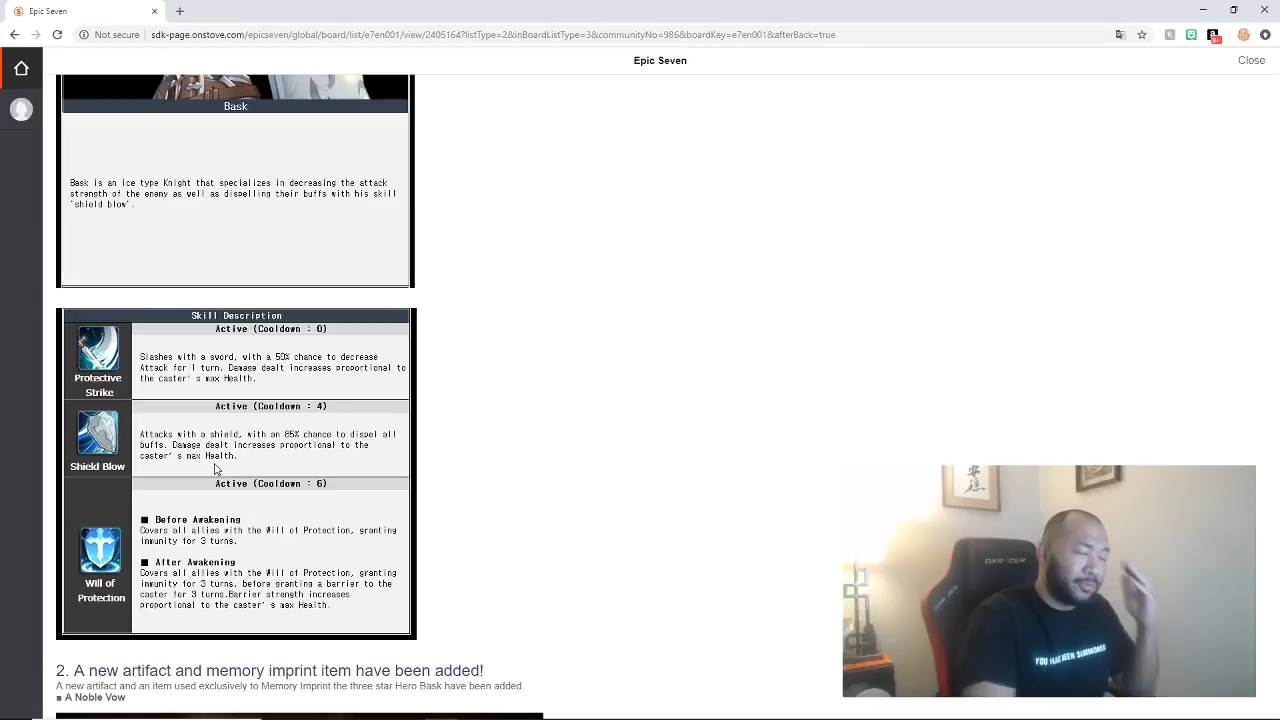 Epic Seven
Not secure
sdk-page.onstove.com/epicseven/global/board/list/e7en001/view/2405164?listType=2&inBoardListType=3&communityNo=986&boardKey=e7en001&afterBack=true
Epic Seven
Close
Bask
Bask is an ice type Knight that specializes in decreasing the attack
strength of the enemy as well as dispelling their buffs with his skill
"shield blow".
Skill Description
Active (Cooldown : 0)
Slashes with a sword, with a 50% chance to decrease
Attack for 1 turn. Damage dealt increases proportional to
the caster's max Health.
Protective
Strike
Active (Cooldown : 4)
Attacks with a shield, with an 85% chance to dispel all
buffs. Damage dealt increases proportional to the
caster's max Health.
Shield Blow
Active (Cooldown : 6)
■ Before Awakening
Covers all allies with the Will of Protection, granting
immunity for 3 turns.
■ After Awakening
Covers all allies with the Will of Protection, granting
immunity for 3 turns, before granting a barrier to the
caster for 3 turns.Barrier strength increases
proportional to the caster's max Health.
Will of
Protection
2. A new artifact and memory imprint item have been added!
A new artifact and an item used exclusively to Memory Imprint the three star Hero Bask have been added.
■ A Noble Vow
DXRACER
YOU HAVE BEEN SUMMONED